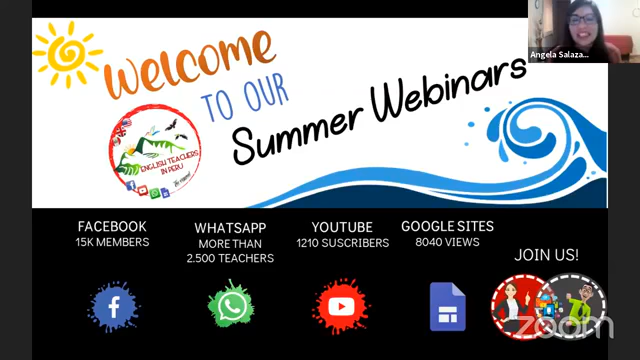 Angela Salaza...
WELCOME
TO OUR
Summer Webinars
ENGLISH TEACHERS
IN PERU
FACEBOOK
15K MEMBERS
WHATSAPP
MORE THAN
2.500 TEACHERS
YOUTUBE
1210 SUSCRIBERS
GOOGLE SITES
8040 VIEWS
JOIN US!
zoom